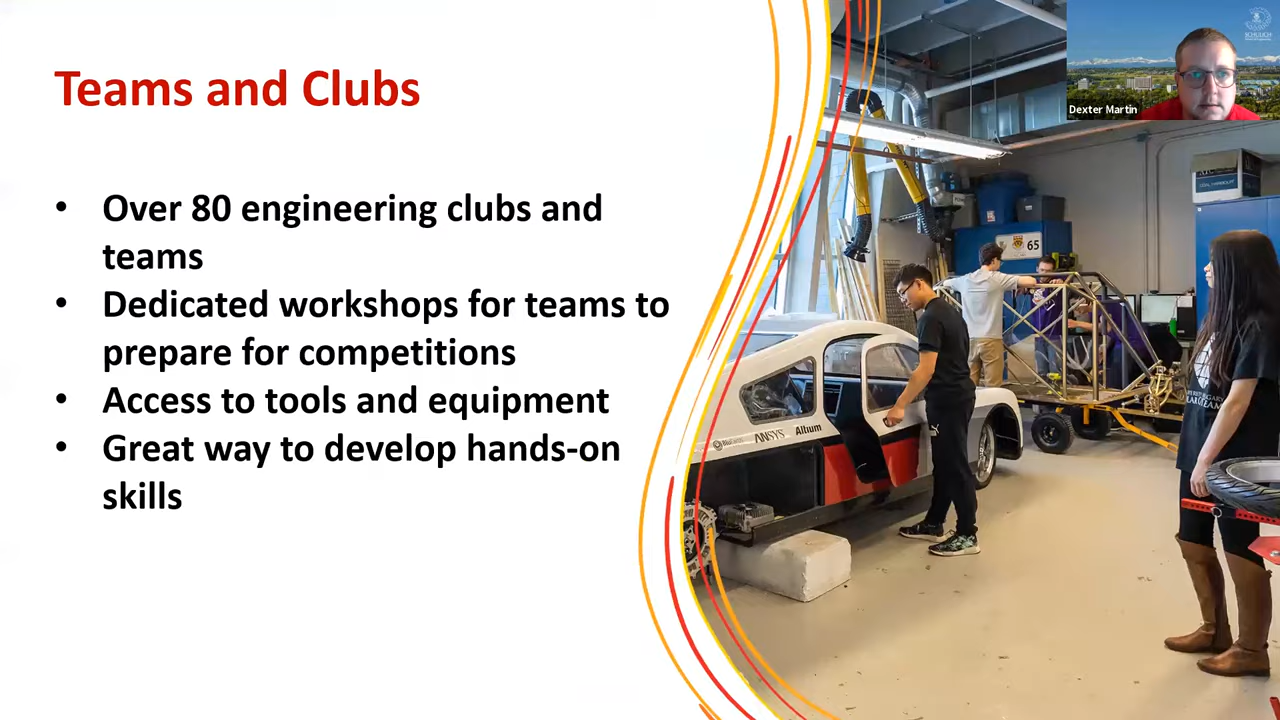 Teams and Clubs
• Over 80 engineering clubs and
teams
• Dedicated workshops for teams to
prepare for competitions
• Access to tools and equipment
• Great way to develop hands-on
skills
Dexter Martin
65
ANSYS
Altium